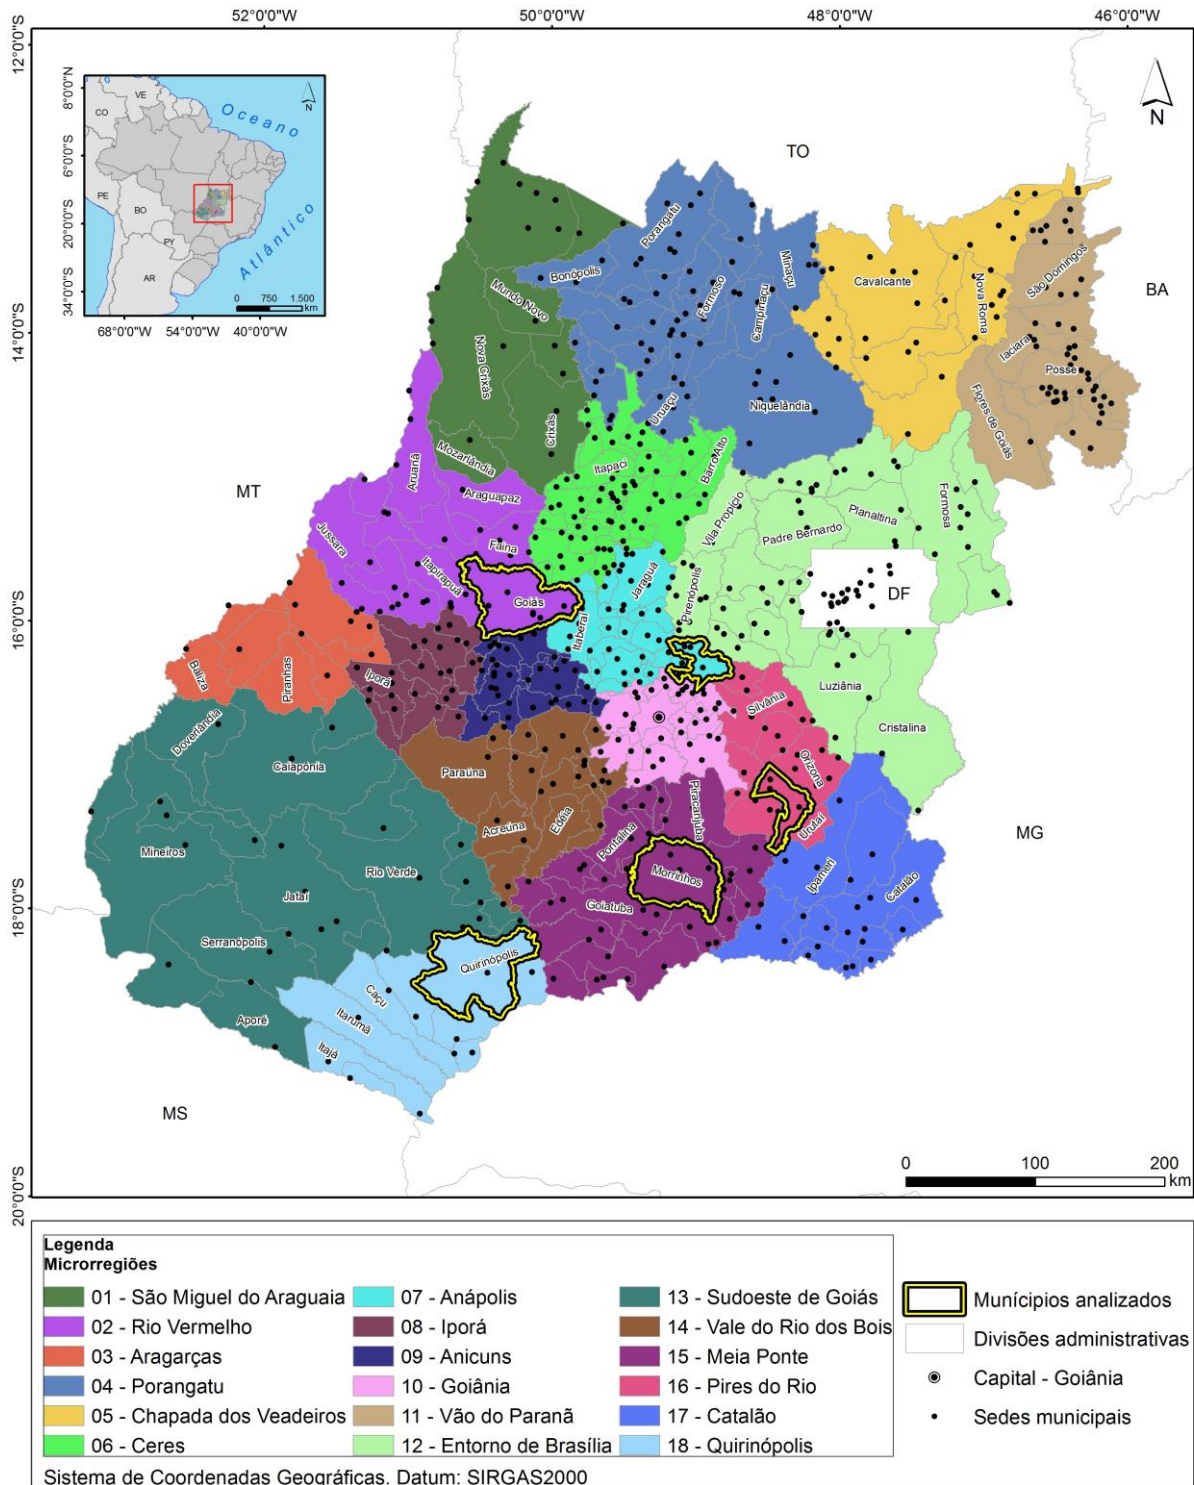 52°0'0"W
50°0'0"W
48°0'0"W
46°0'0"W
12°0'0"S
14°0'0"S
16°0'0"S
18°0'0"S
20°0'0"S
8°0'0"N
6°0'0"S
20°0'0"S
34°0'0"S
68°0'0"W
54°0'0"W
40°0'0"W
VE
CO
PE
BO
PY
AR
Oceano
Atlântico
N
0 750 1.500
km
N
TO
BA
MT
MG
MS
DF
Porangatu
Bonópolis
Mundo Novo
Nova Crixás
Minaçu
Formoso
Campinaçu
Cavalcante
Nova Roma
São Domingos
Iaciara
Posse
Flores de Goiás
Niquelândia
Uruaçu
Crixas
Mozarlândia
Itapaci
Barro Alto
Aruanã
Araguapaz
Faina
Jussara
Itapirapuã
Goiás
Vila Propício
Padre Bernardo
Planaltina
Formosa
Jaraguá
Pirenópolis
Itaberaí
Baliza
Piranhas
Iporá
Luziânia
Cristalina
Silvânia
Orizona
Urutaí
Doverlândia
Caiapônia
Paraúna
Acreúna
Edéia
Pontalina
Piracanjuba
Morrinhos
Goiatuba
Ipameri
Catalão
Mineiros
Rio Verde
Jataí
Serranópolis
Quirinópolis
Caçu
Itarumã
Itajá
Aporé
0 100 200
km
Legenda
Microrregiões
01 - São Miguel do Araguaia
02 - Rio Vermelho
03 - Aragarças
04 - Porangatu
05 - Chapada dos Veadeiros
06 - Ceres
07 - Anápolis
08 - Iporá
09 - Anicuns
10 - Goiânia
11 - Vão do Paranã
12 - Entorno de Brasília
13 - Sudoeste de Goiás
14 - Vale do Rio dos Bois
15 - Meia Ponte
16 - Pires do Rio
17 - Catalão
18 - Quirinópolis
Munícipios analizados
Divisões administrativas
Capital - Goiânia
Sedes municipais
Sistema de Coordenadas Geográficas. Datum: SIRGAS2000